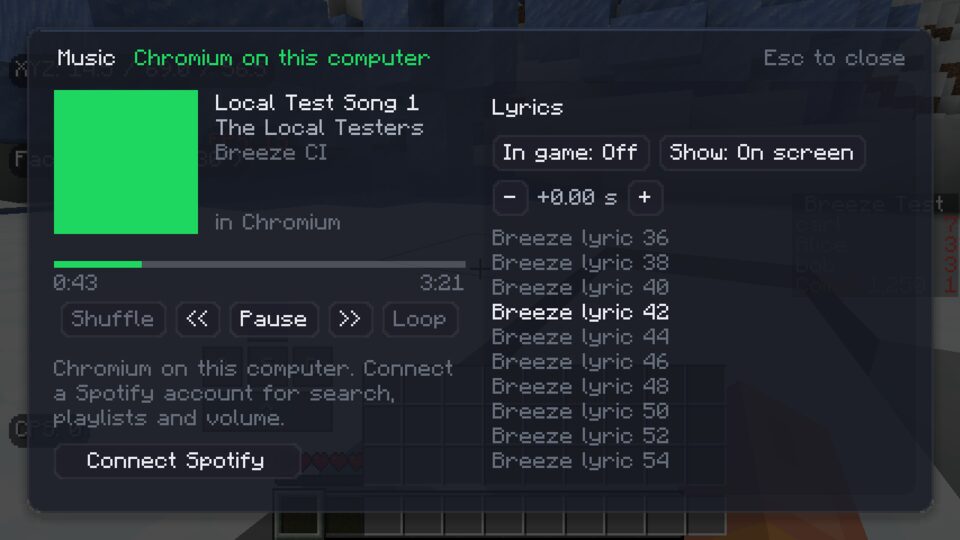 Music Chromium on this computer
Esc to close
Local Test Song 1
The Local Testers
Breeze CI
in Chromium
0:43
3:21
Shuffle << Pause >> Loop
Chromium on this computer. Connect
a Spotify account for search,
playlists and volume.
Connect Spotify
Lyrics
In game: Off Show: On screen
- +0.00 s +
Breeze lyric 36
Breeze lyric 38
Breeze lyric 40
Breeze lyric 42
Breeze lyric 44
Breeze lyric 46
Breeze lyric 48
Breeze lyric 50
Breeze lyric 52
Breeze lyric 54
Breeze Test